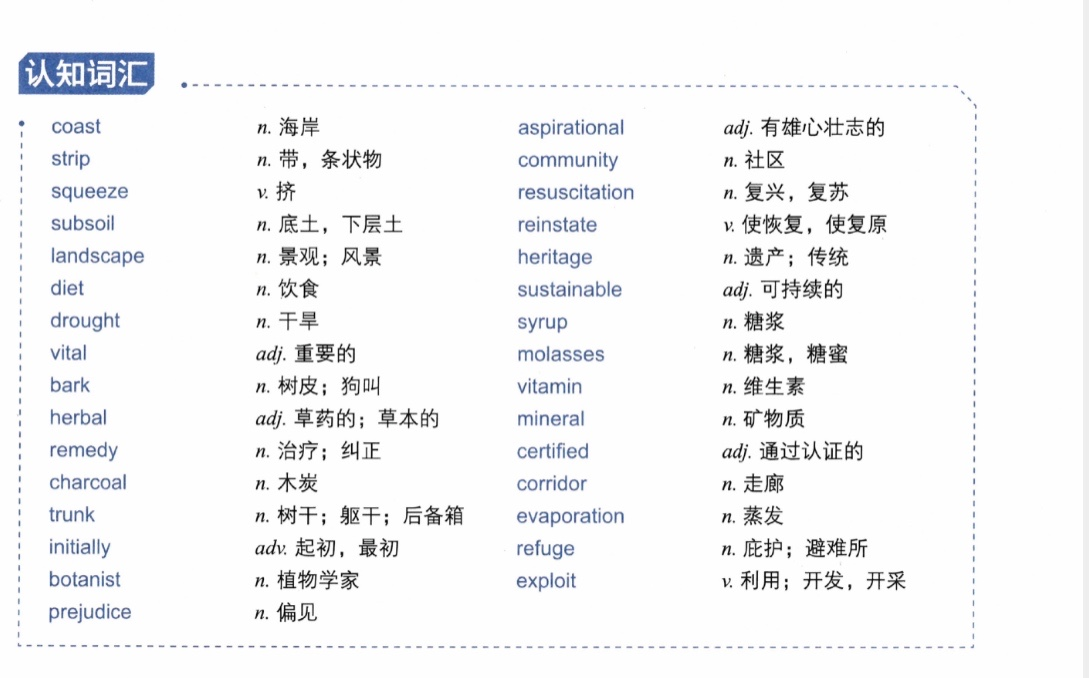 认知词汇
coast n. 海岸
strip n. 带，条状物
squeeze v. 挤
subsoil n. 底土，下层土
landscape n. 景观；风景
diet n. 饮食
drought n. 干旱
vital adj. 重要的
bark n. 树皮；狗叫
herbal adj. 草药的；草本的
remedy n. 治疗；纠正
charcoal n. 木炭
trunk n. 树干；躯干；后备箱
initially adv. 起初，最初
botanist n. 植物学家
prejudice n. 偏见
aspirational adj. 有雄心壮志的
community n. 社区
resuscitation n. 复兴，复苏
reinstate v. 使恢复，使复原
heritage n. 遗产；传统
sustainable adj. 可持续的
syrup n. 糖浆
molasses n. 糖浆，糖蜜
vitamin n. 维生素
mineral n. 矿物质
certified adj. 通过认证的
corridor n. 走廊
evaporation n. 蒸发
refuge n. 庇护；避难所
exploit v. 利用；开发，开采